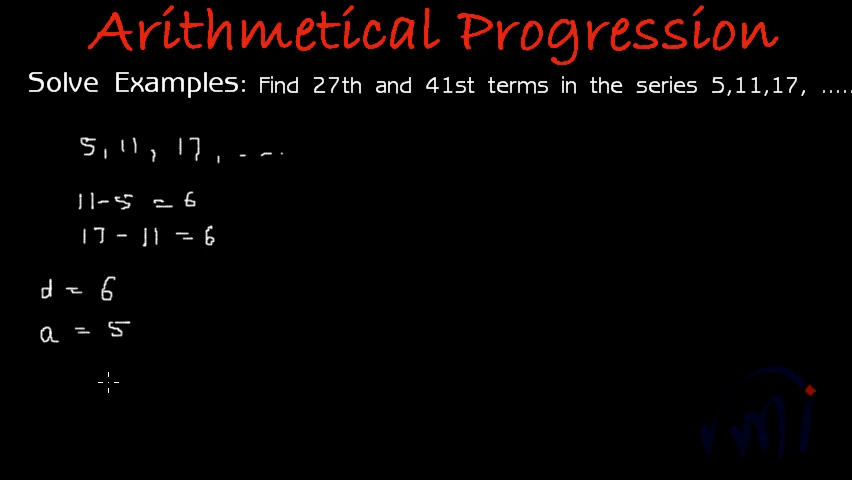 Arithmetical Progression
Solve Examples: Find 27th and 41st terms in the series 5,11,17, .....
5, 11, 17, ....
11-5 = 6
17 - 11 = 6
d = 6
a = 5